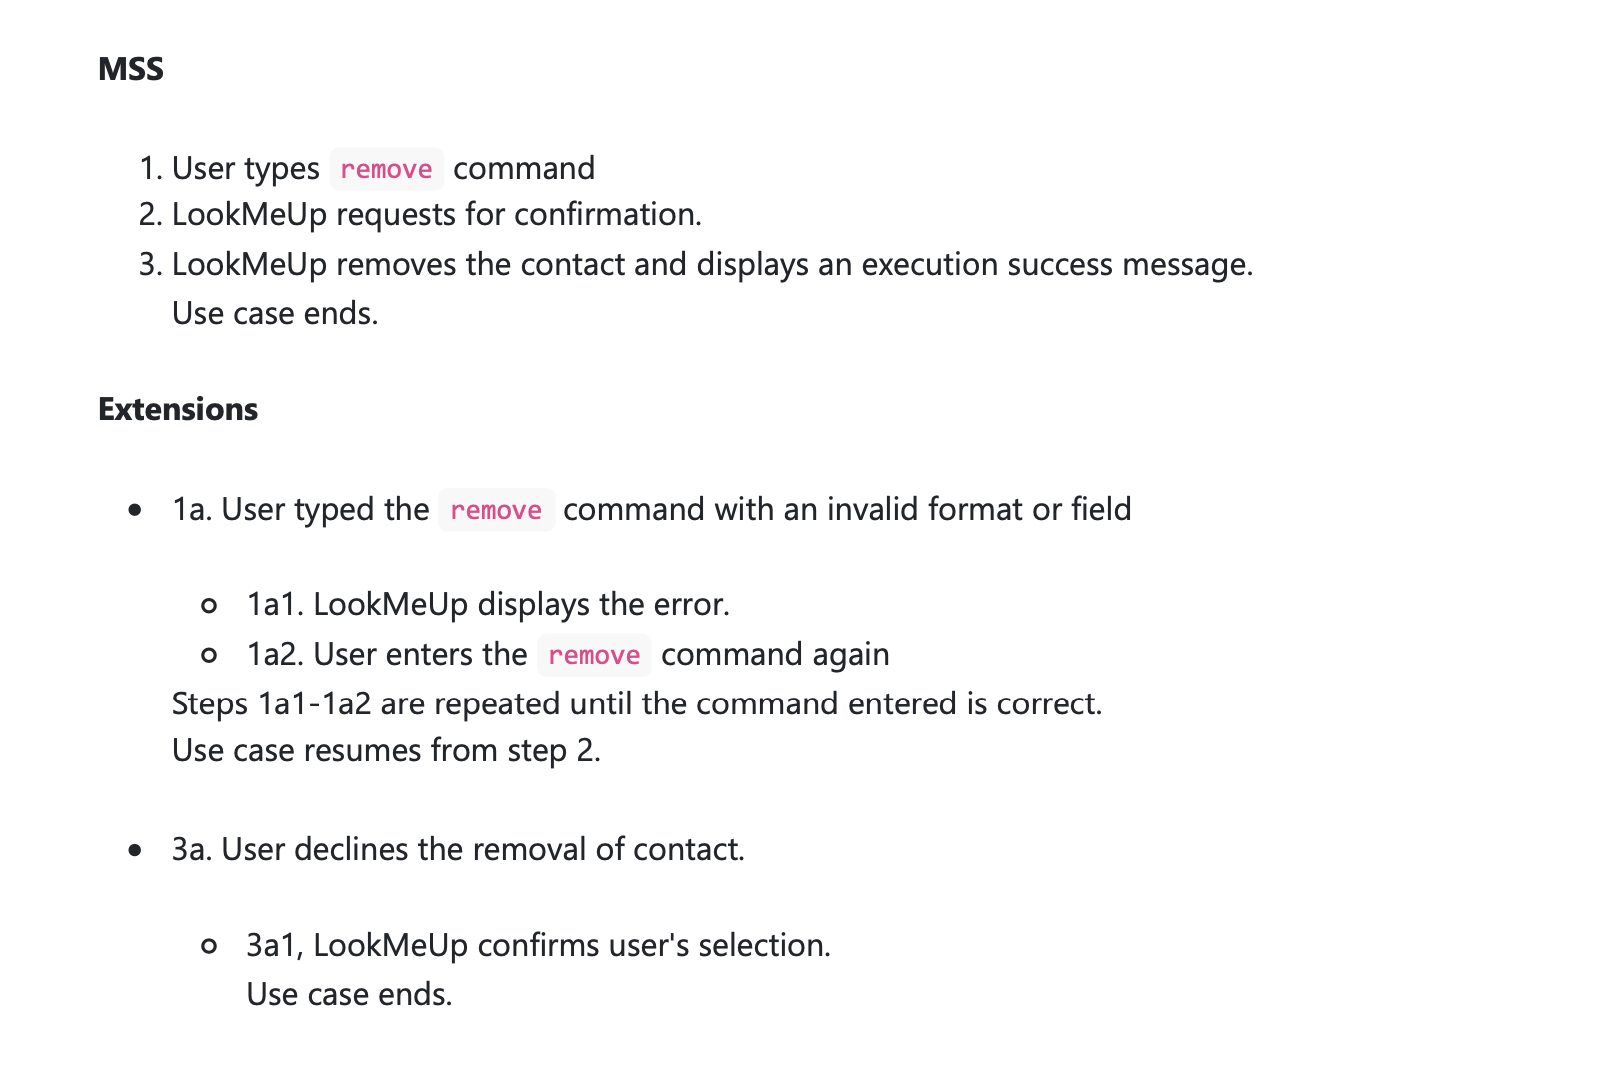 MSS
1. User types remove command
2. LookMeUp requests for confirmation.
3. LookMeUp removes the contact and displays an execution success message.
Use case ends.
Extensions
• 1a. User typed the remove command with an invalid format or field
○ 1a1. LookMeUp displays the error.
○ 1a2. User enters the remove command again
Steps 1a1-1a2 are repeated until the command entered is correct.
Use case resumes from step 2.
• 3a. User declines the removal of contact.
○ 3a1, LookMeUp confirms user's selection.
Use case ends.